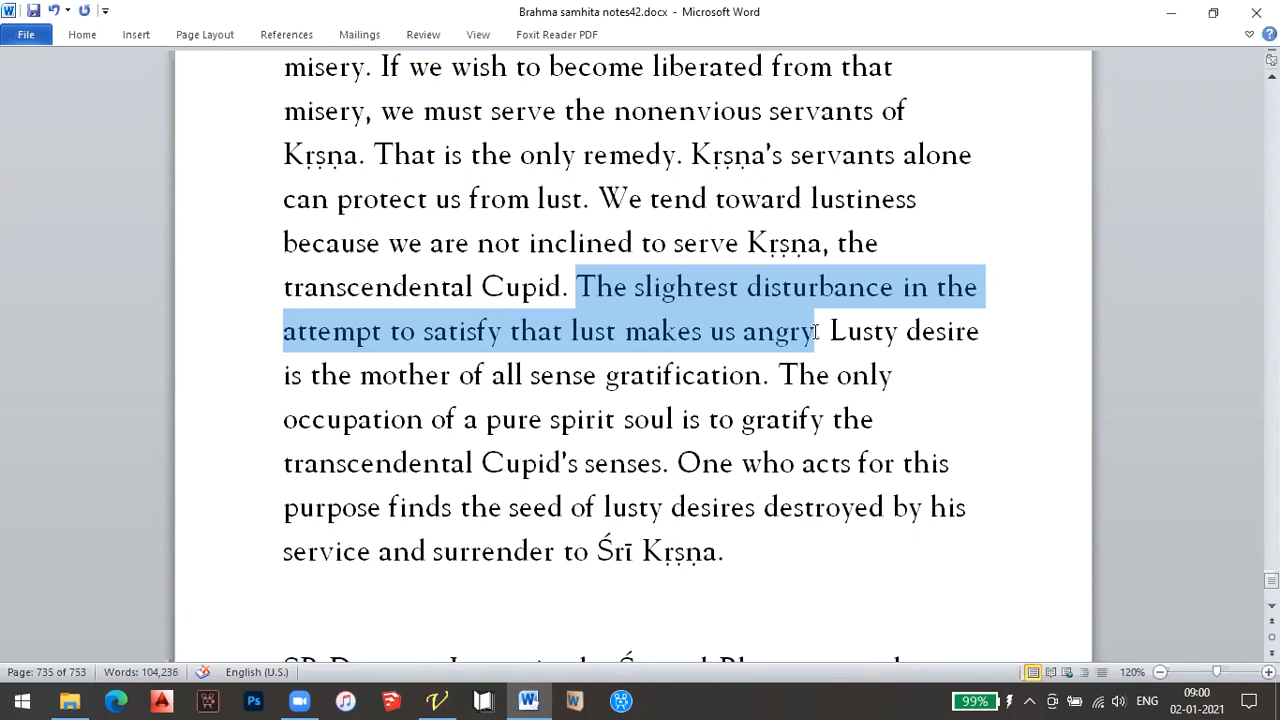 Brahma samhita notes42.docx - Microsoft Word
File Home Insert Page Layout References Mailings Review View Foxit Reader PDF
misery. If we wish to become liberated from that
misery, we must serve the nonenvious servants of
Kṛṣṇa. That is the only remedy. Kṛṣṇa's servants alone
can protect us from lust. We tend toward lustiness
because we are not inclined to serve Kṛṣṇa, the
transcendental Cupid. The slightest disturbance in the
attempt to satisfy that lust makes us angry. Lusty desire
is the mother of all sense gratification. The only
occupation of a pure spirit soul is to gratify the
transcendental Cupid's senses. One who acts for this
purpose finds the seed of lusty desires destroyed by his
service and surrender to Śrī Kṛṣṇa.
Page: 735 of 753 Words: 104,236 English (U.S.) 120%
99% ENG 09:00
02-01-2021